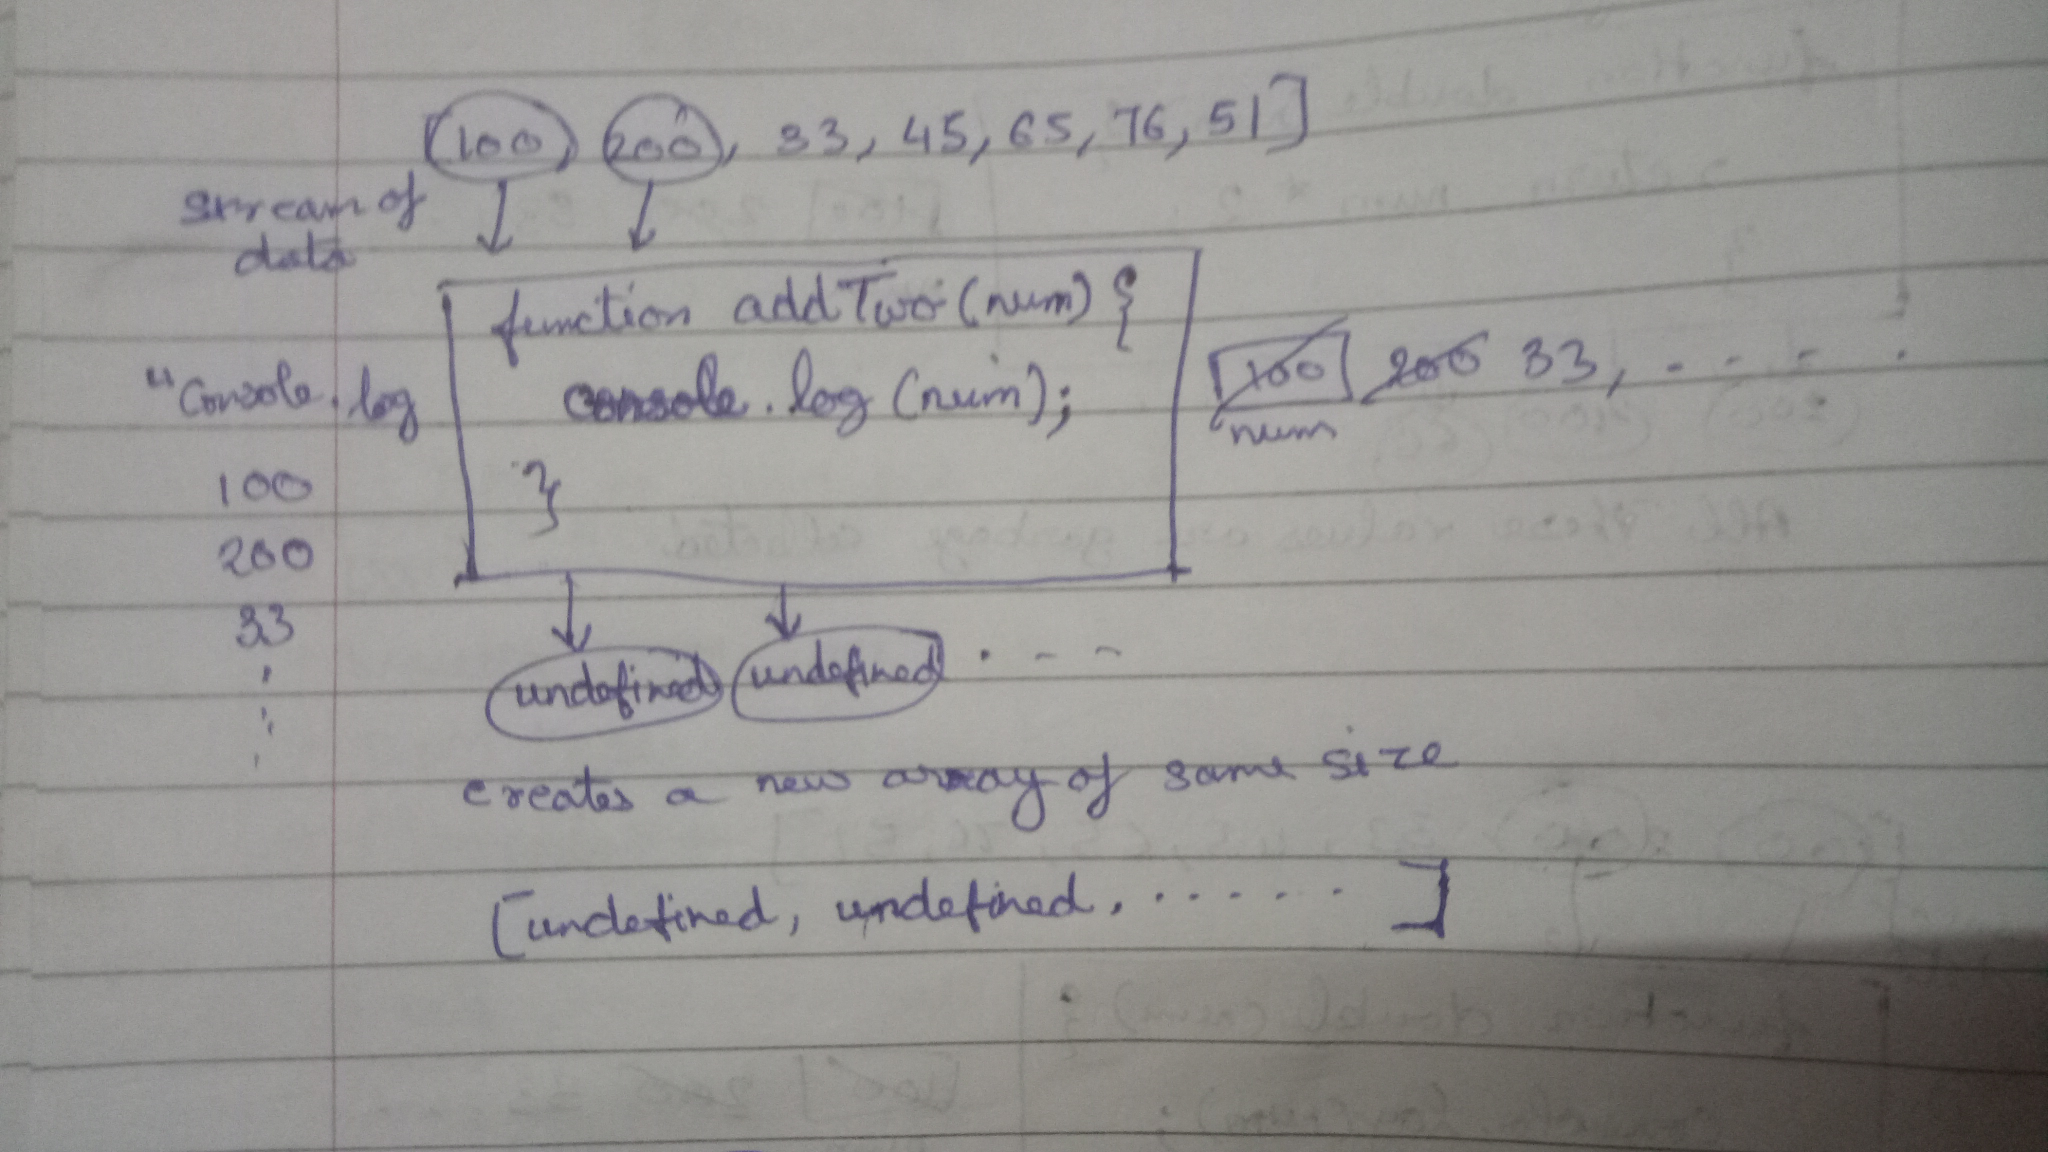 [100, 200, 33, 45, 65, 76, 51]
stream of
data
function addTwo(num) {
console.log(num);
}
100 200 33, . - - .
num
"Console.log
100
200
33
undefined undefined . - -
creates a new array of same size
[undefined, undefined, . . . . . . ]